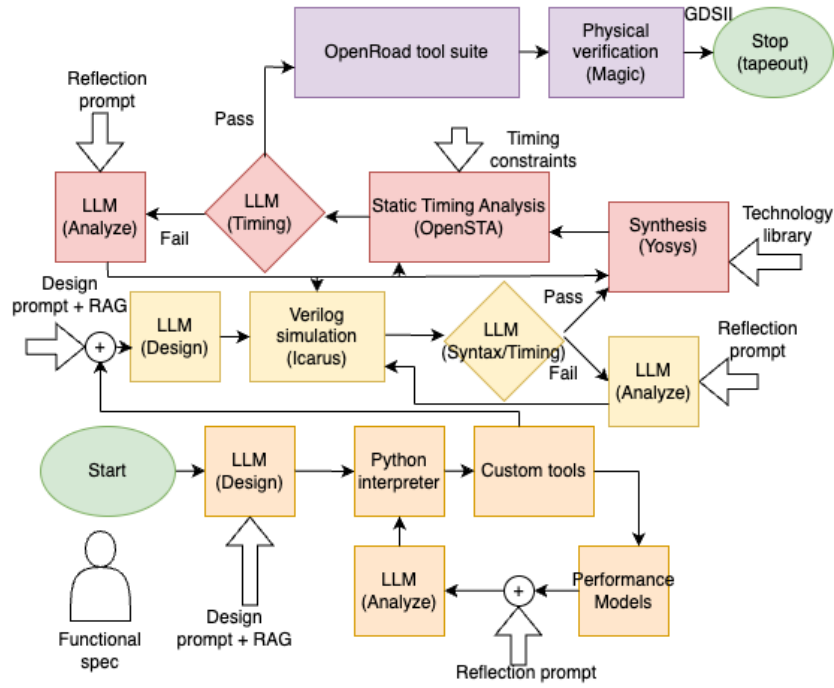 OpenRoad tool suite
Physical
verification
(Magic)
GDSII
Stop
(tapeout)
Reflection
prompt
Pass
Timing
constraints
LLM
(Analyze)
Fail
LLM
(Timing)
Static Timing Analysis
(OpenSTA)
Synthesis
(Yosys)
Technology
library
Design
prompt + RAG
+
LLM
(Design)
Verilog
simulation
(Icarus)
LLM
(Syntax/Timing)
Pass
Fail
LLM
(Analyze)
Reflection
prompt
Start
LLM
(Design)
Python
interpreter
Custom tools
Functional
spec
Design
prompt + RAG
LLM
(Analyze)
+
Performance
Models
Reflection prompt